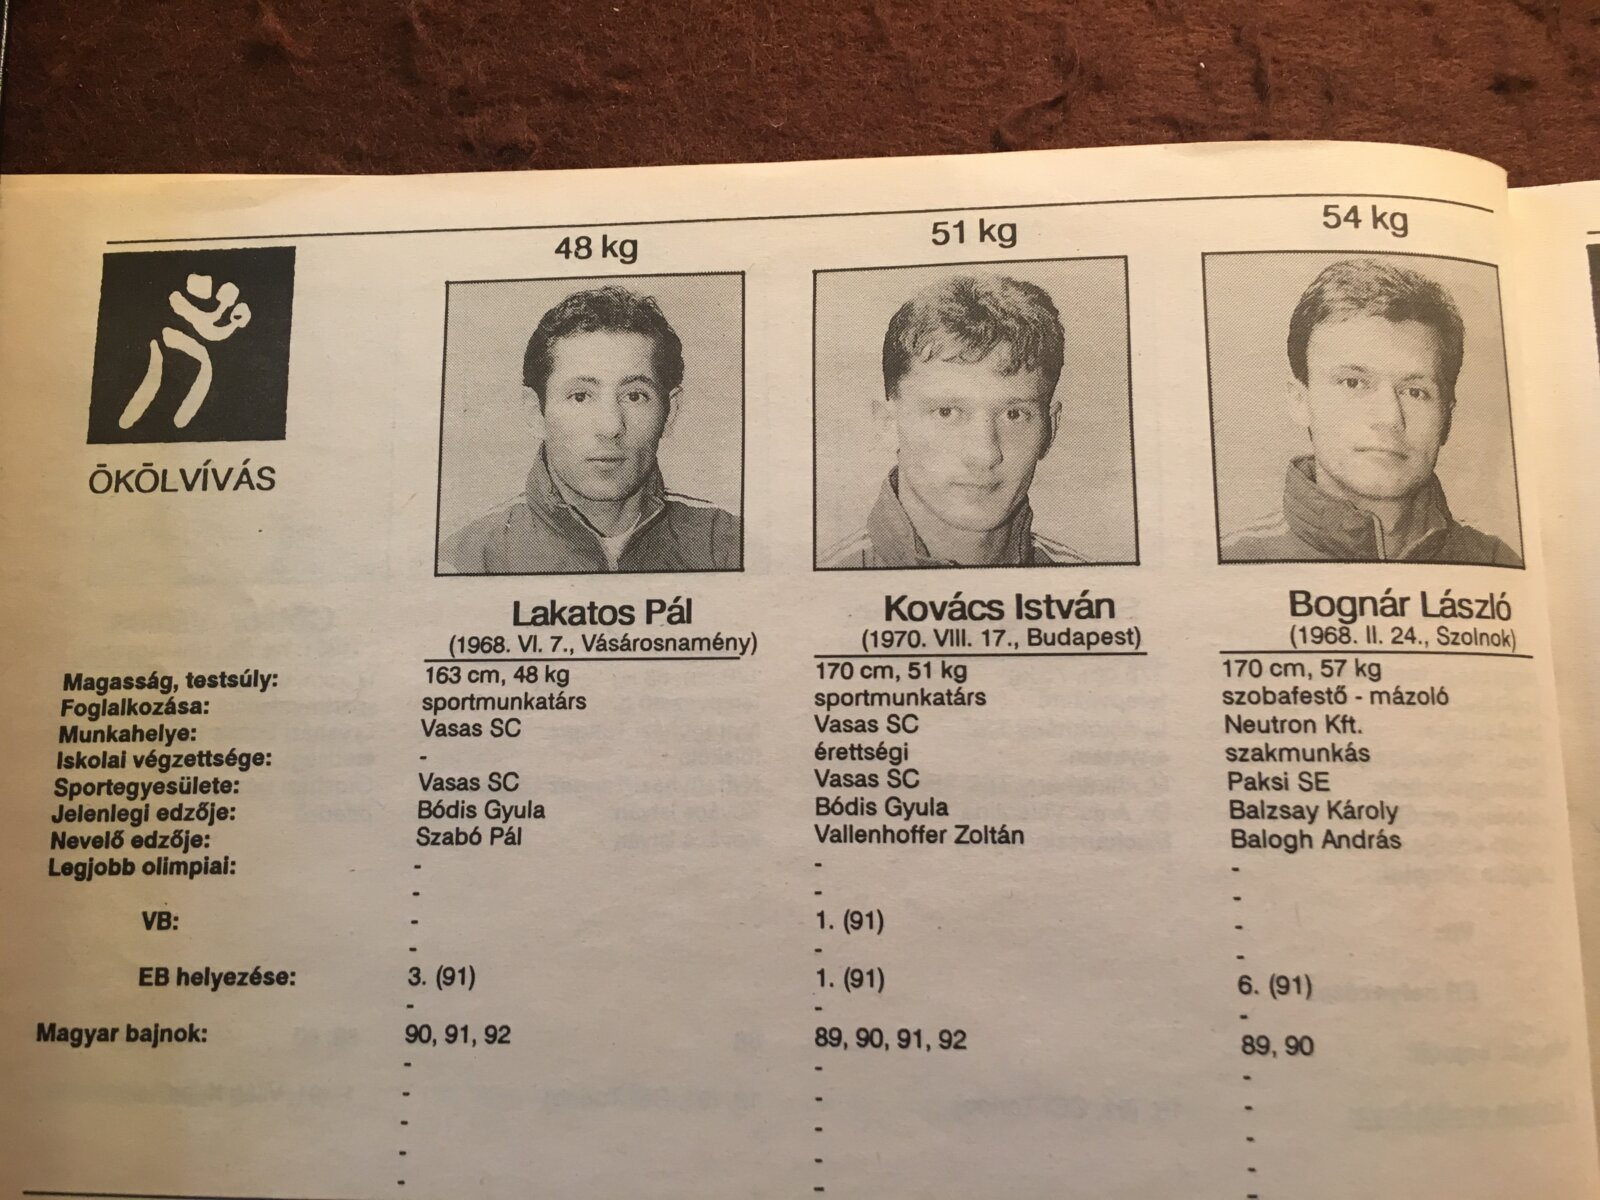 48 kg 51 kg 54 kg
ŌKŌLVÍVÁS
Lakatos Pál Kovács István Bognár László
(1968. VI. 7., Vásárosnamény) (1970. VIII. 17., Budapest) (1968. II. 24., Szolnok)
Magasság, testsúly: 163 cm, 48 kg 170 cm, 51 kg 170 cm, 57 kg
Foglalkozása: sportmunkatárs sportmunkatárs szobafestő - mázoló
Munkahelye: Vasas SC Vasas SC Neutron Kft.
Iskolai végzettsége: - érettségi szakmunkás
Sportegyesülete: Vasas SC Vasas SC Paksi SE
Jelenlegi edzője: Bódis Gyula Bódis Gyula Balzsay Károly
Nevelő edzője: Szabó Pál Vallenhoffer Zoltán Balogh András
Legjobb olimpiai: - - -
- - -
VB: - 1. (91) -
- - -
EB helyezése: 3. (91) 1. (91) 6. (91)
- - -
Magyar bajnok: 90, 91, 92 89, 90, 91, 92 89, 90
- - -
- - -
- - -
- - -
- - -